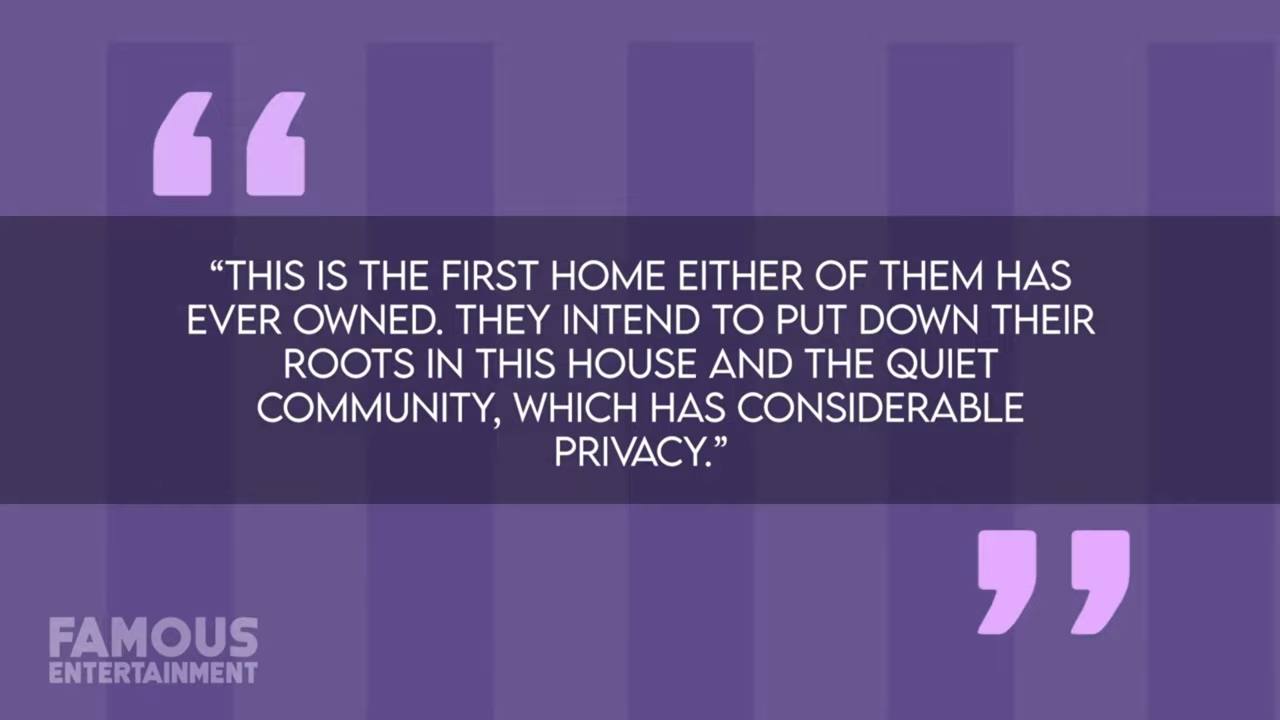 “THIS IS THE FIRST HOME EITHER OF THEM HAS
EVER OWNED. THEY INTEND TO PUT DOWN THEIR
ROOTS IN THIS HOUSE AND THE QUIET
COMMUNITY, WHICH HAS CONSIDERABLE
PRIVACY.”
FAMOUS
ENTERTAINMENT